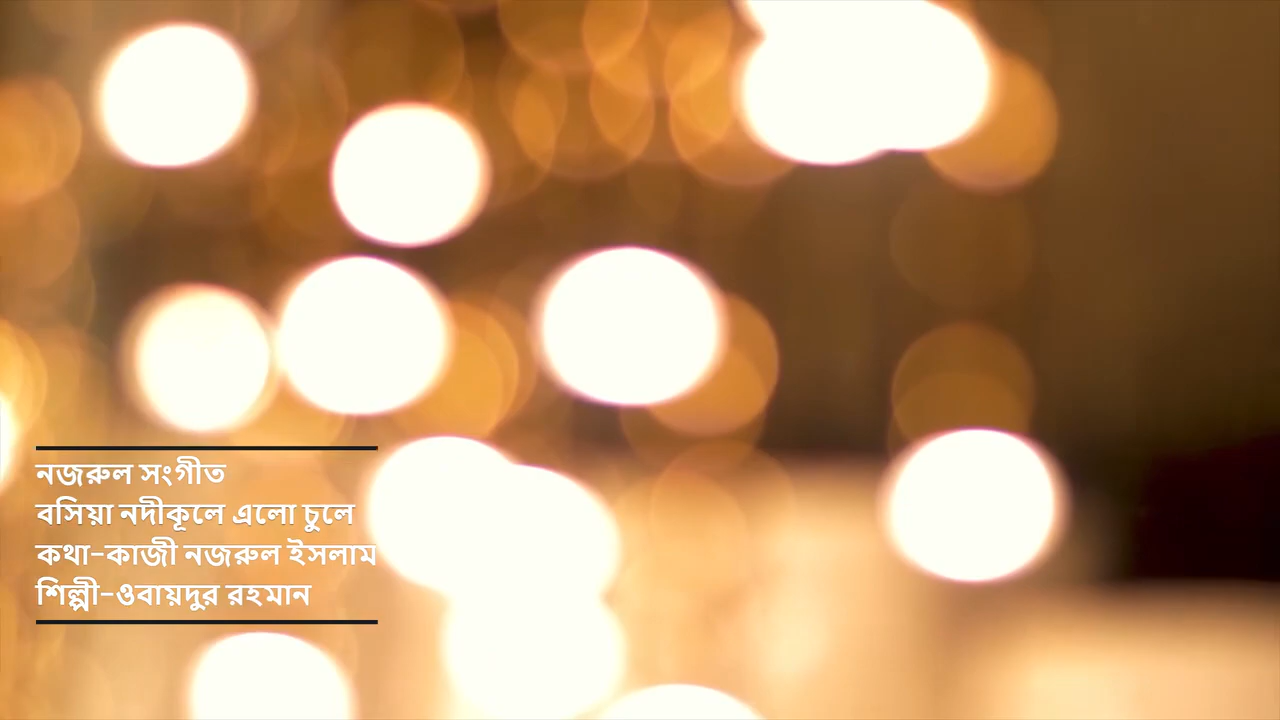 নজরুল সংগীত
বসিয়া নদীকূলে এলো চুলে
কথা-কাজী নজরুল ইসলাম
শিল্পী-ওবায়দুর রহমান